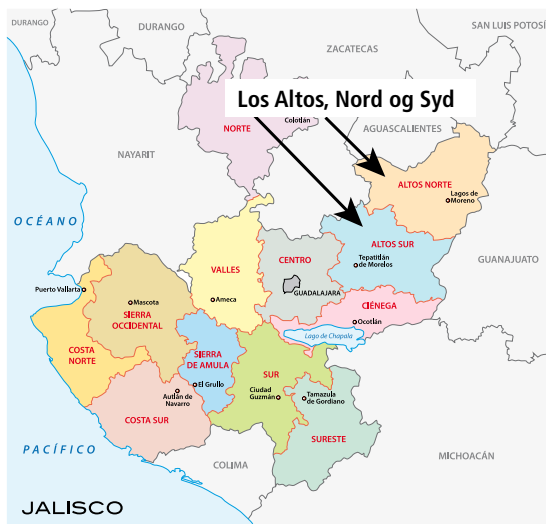 DURANGO
DURANGO
SAN LUIS POTOSÍ
ZACATECAS
Los Altos, Nord og Syd
Colotlán
NORTE
AGUASCALIENTES
NAYARIT
ALTOS NORTE
Lagos de
Moreno
OCÉANO
ALTOS SUR
GUANAJUATO
VALLES
CENTRO
Tepatitlán
de Morelos
Puerto Vallarta
GUADALAJARA
Mascota
Ameca
CIÉNEGA
SIERRA
OCCIDENTAL
Ocotlán
Lago de Chapala
COSTA
NORTE
SIERRA
DE AMULA
SUR
El Grullo
Ciudad
Guzmán
Autlán de
Navarro
Tamazula
de Gordiano
COSTA SUR
SURESTE
PACÍFICO
MICHOACÁN
COLIMA
JALISCO